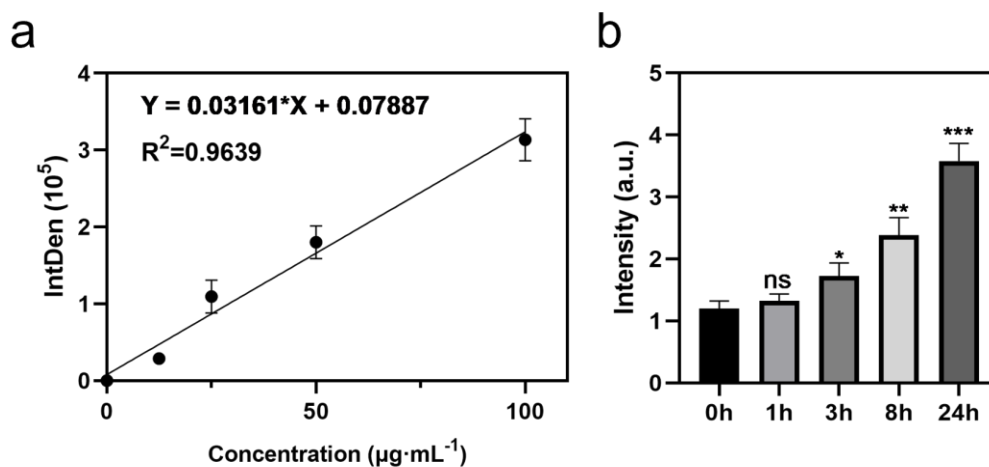 a
Y = 0.03161*X + 0.07887
R²=0.9639
IntDen (10⁵)
4
3
2
1
0
0
50
100
Concentration (µg·mL⁻¹)
b
Intensity (a.u.)
5
4
3
2
1
0
ns
*
**
***
0h
1h
3h
8h
24h